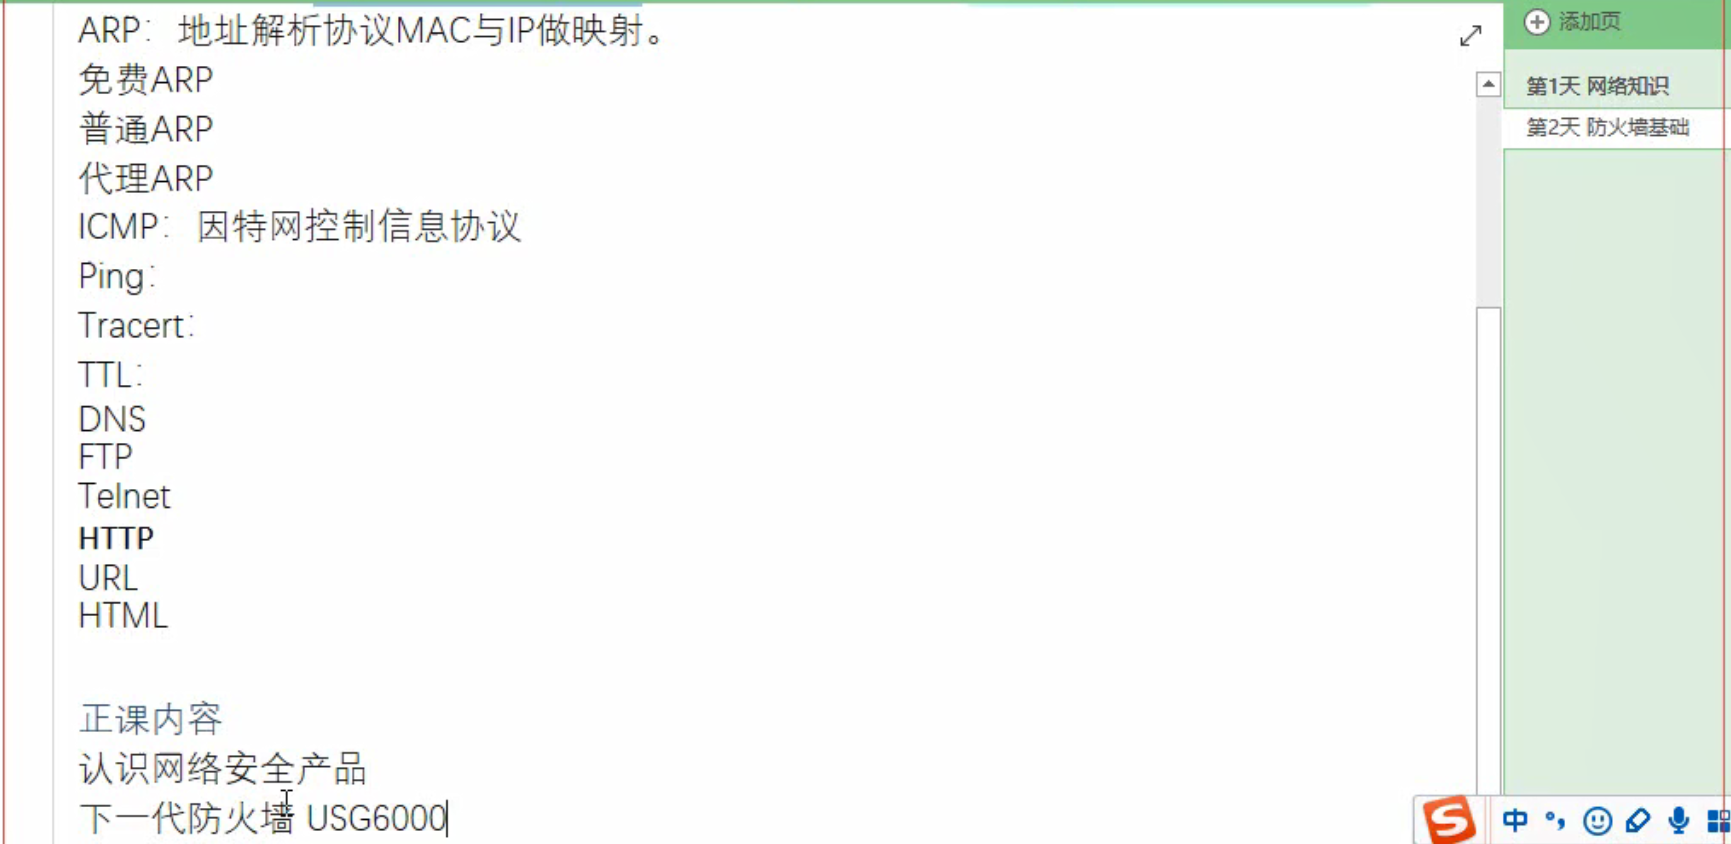 ARP：地址解析协议MAC与IP做映射。
免费ARP
普通ARP
代理ARP
ICMP：因特网控制信息协议
Ping：
Tracert：
TTL：
DNS
FTP
Telnet
HTTP
URL
HTML
正课内容
认识网络安全产品
下一代防火墙 USG6000
添加页
第1天 网络知识
第2天 防火墙基础
中